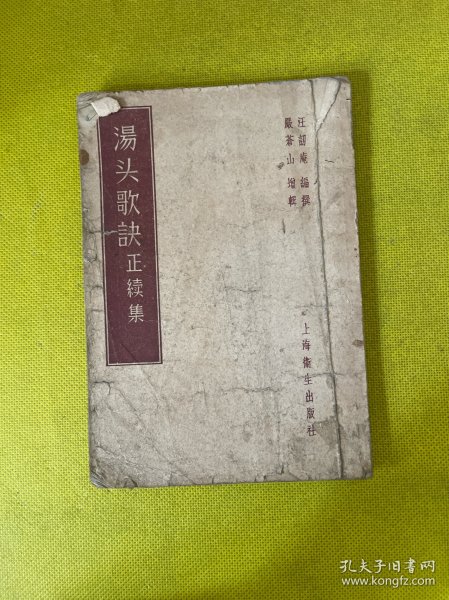 汪訒庵 編撰
嚴蒼山 增輯
湯头歌訣正續集
上海衞生出版社
孔夫子旧书网
www.kongfz.com